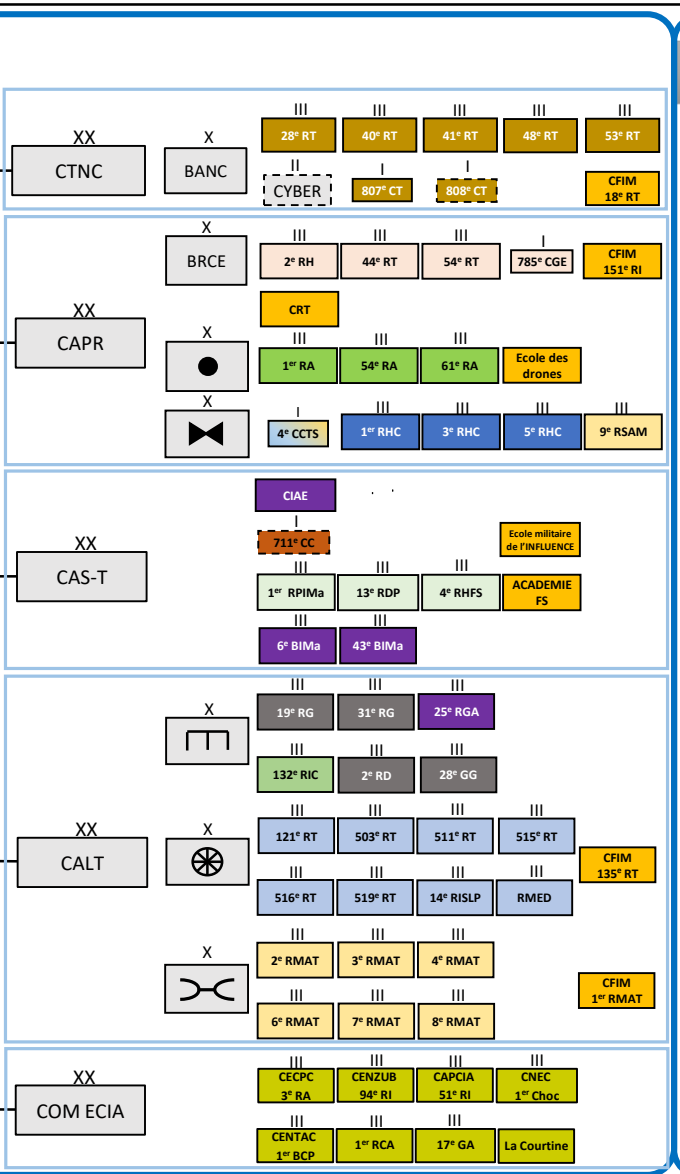 III III III III III
XX X 28e RT 40e RT 41e RT 48e RT 53e RT
CTNC BANC
II I I
CYBER 807e CT 808e CT CFIM
18e RT
X III III III I
BRCE 2e RH 44e RT 54e RT 785e CGE CFIM
151e RI
XX CRT
CAPR X III III III
1er RA 54e RA 61e RA Ecole des
drones
X I III III III III
4e CCTS 1er RHC 3e RHC 5e RHC 9e RSAM
CIAE
I
XX 711e CC Ecole militaire
de l'INFLUENCE
CAS-T III III III
1er RPIMa 13e RDP 4e RHFS ACADEMIE
FS
III III
6e BIMa 43e BIMa
III III III
X 19e RG 31e RG 25e RGA
III III III
132e RIC 2e RD 28e GG
III III III III
XX X 121e RT 503e RT 511e RT 515e RT
CALT CFIM
135e RT
III III III III
516e RT 519e RT 14e RISLP RMED
III III III
X 2e RMAT 3e RMAT 4e RMAT
CFIM
1er RMAT
III III III
6e RMAT 7e RMAT 8e RMAT
III III III III
XX CECPC CENZUB CAPCIA CNEC
3e RA 94e RI 51e RI 1er Choc
COM ECIA
III III III
CENTAC 1er RCA 17e GA La Courtine
1er BCP